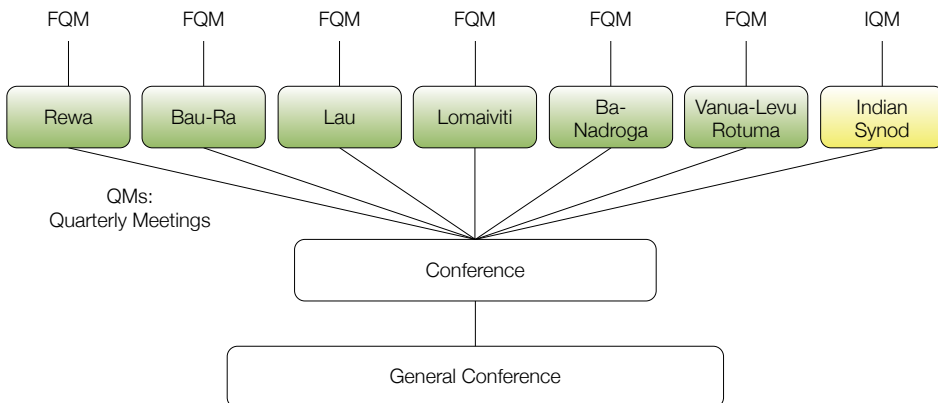 FQM FQM FQM FQM FQM FQM IQM
Rewa Bau-Ra Lau Lomaiviti Ba-
Nadroga Vanua-Levu
Rotuma Indian
Synod
QMs:
Quarterly Meetings
Conference
General Conference